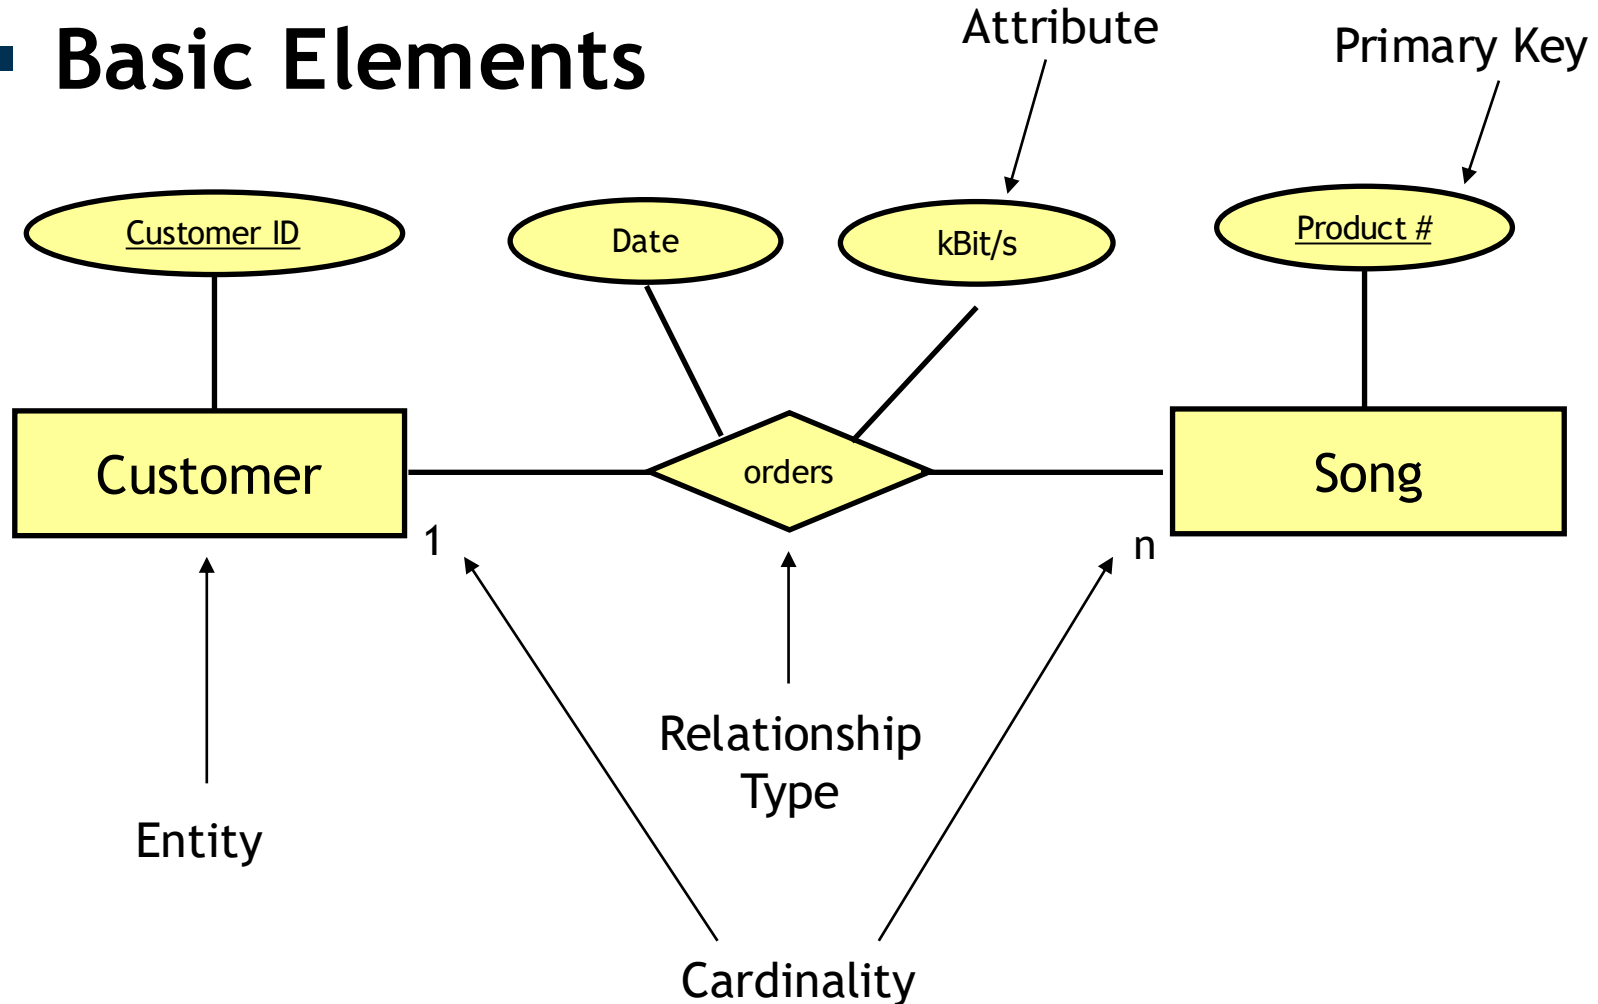 Basic Elements
Attribute
Primary Key
Customer ID
Date
kBit/s
Product #
Customer
orders
Song
1
n
Relationship
Type
Entity
Cardinality